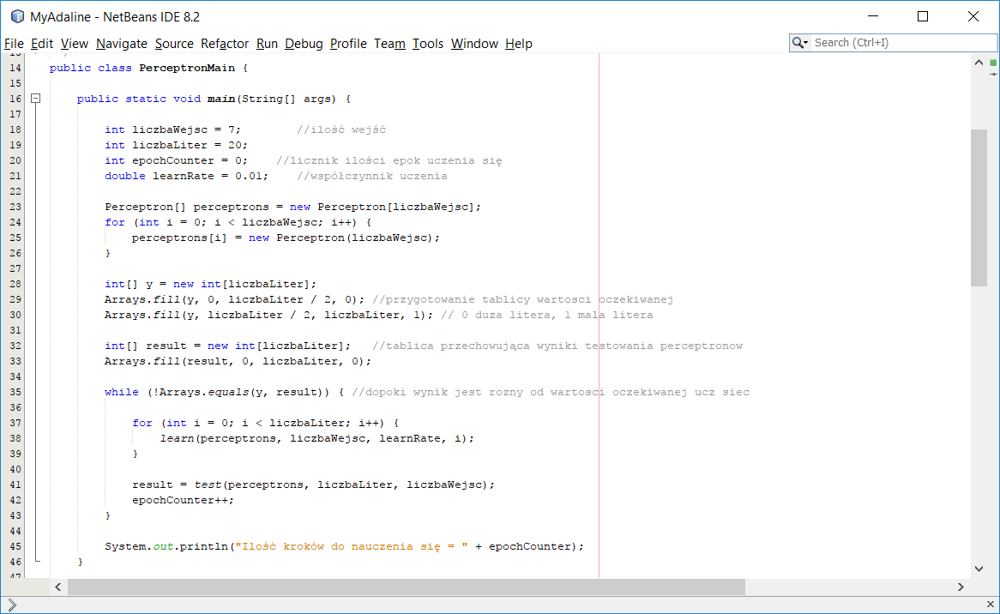 MyAdaline - NetBeans IDE 8.2
File Edit View Navigate Source Refactor Run Debug Profile Team Tools Window Help Search (Ctrl+I)
14 public class PerceptronMain {
15
16 public static void main(String[] args) {
17
18 int liczbaWejsc = 7; //ilość wejść
19 int liczbaLiter = 20;
20 int epochCounter = 0; //licznik ilości epok uczenia się
21 double learnRate = 0.01; //współczynnik uczenia
22
23 Perceptron[] perceptrons = new Perceptron[liczbaWejsc];
24 for (int i = 0; i < liczbaWejsc; i++) {
25 perceptrons[i] = new Perceptron(liczbaWejsc);
26 }
27
28 int[] y = new int[liczbaLiter];
29 Arrays.fill(y, 0, liczbaLiter / 2, 0); //przygotowanie tablicy wartosci oczekiwanej
30 Arrays.fill(y, liczbaLiter / 2, liczbaLiter, 1); // 0 duza litera, 1 mala litera
31
32 int[] result = new int[liczbaLiter]; //tablica przechowująca wyniki testowania perceptronow
33 Arrays.fill(result, 0, liczbaLiter, 0);
34
35 while (!Arrays.equals(y, result)) { //dopoki wynik jest rozny od wartosci oczekiwanej ucz siec
36
37 for (int i = 0; i < liczbaLiter; i++) {
38 learn(perceptrons, liczbaWejsc, learnRate, i);
39 }
40
41 result = test(perceptrons, liczbaLiter, liczbaWejsc);
42 epochCounter++;
43 }
44
45 System.out.println("Ilość kroków do nauczenia się = " + epochCounter);
46 }
47